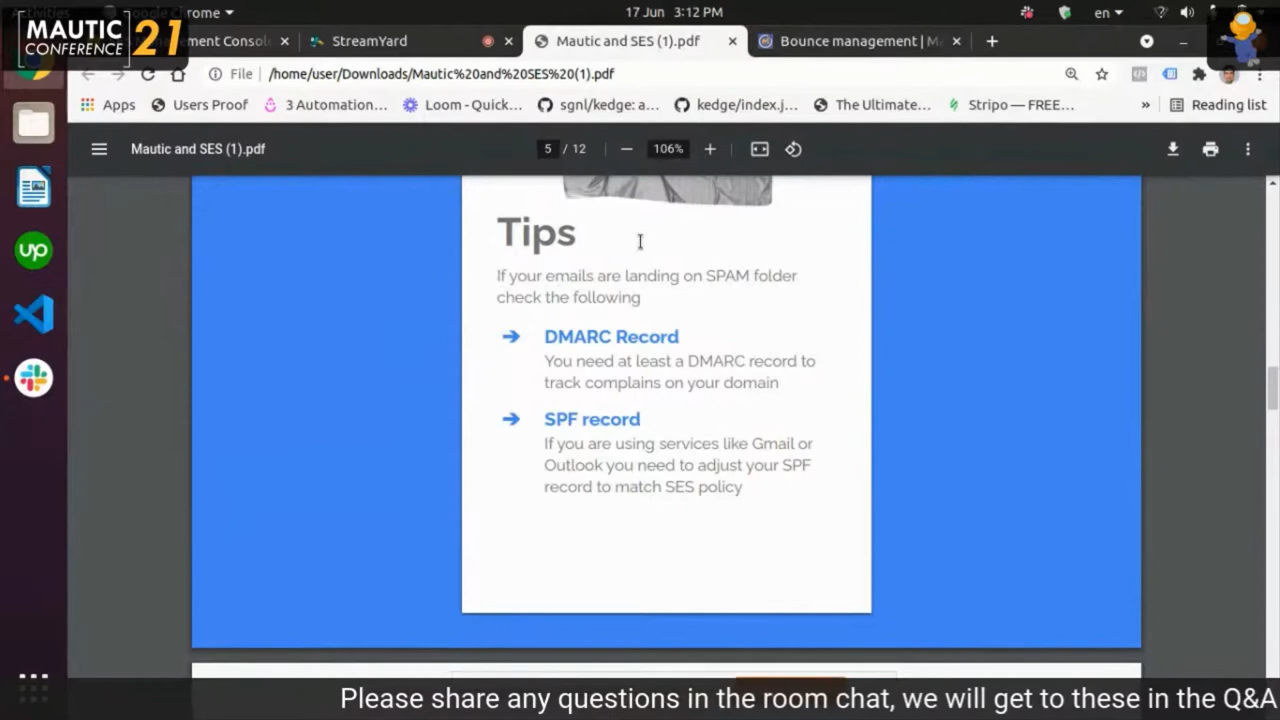 17 Jun 3:12 PM
en
MAUTIC
CONFERENCE
21
StreamYard
Mautic and SES (1).pdf
Bounce management | M
File
/home/user/Downloads/Mautic%20and%20SES%20(1).pdf
Apps
Users Proof
3 Automation...
Loom - Quick...
sgnl/kedge: a...
kedge/index.j...
The Ultimate...
Stripo — FREE...
»
Reading list
Mautic and SES (1).pdf
5 / 12
106%
up
Tips
If your emails are landing on SPAM folder
check the following
DMARC Record
You need at least a DMARC record to
track complains on your domain
SPF record
If you are using services like Gmail or
Outlook you need to adjust your SPF
record to match SES policy
Please share any questions in the room chat, we will get to these in the Q&A